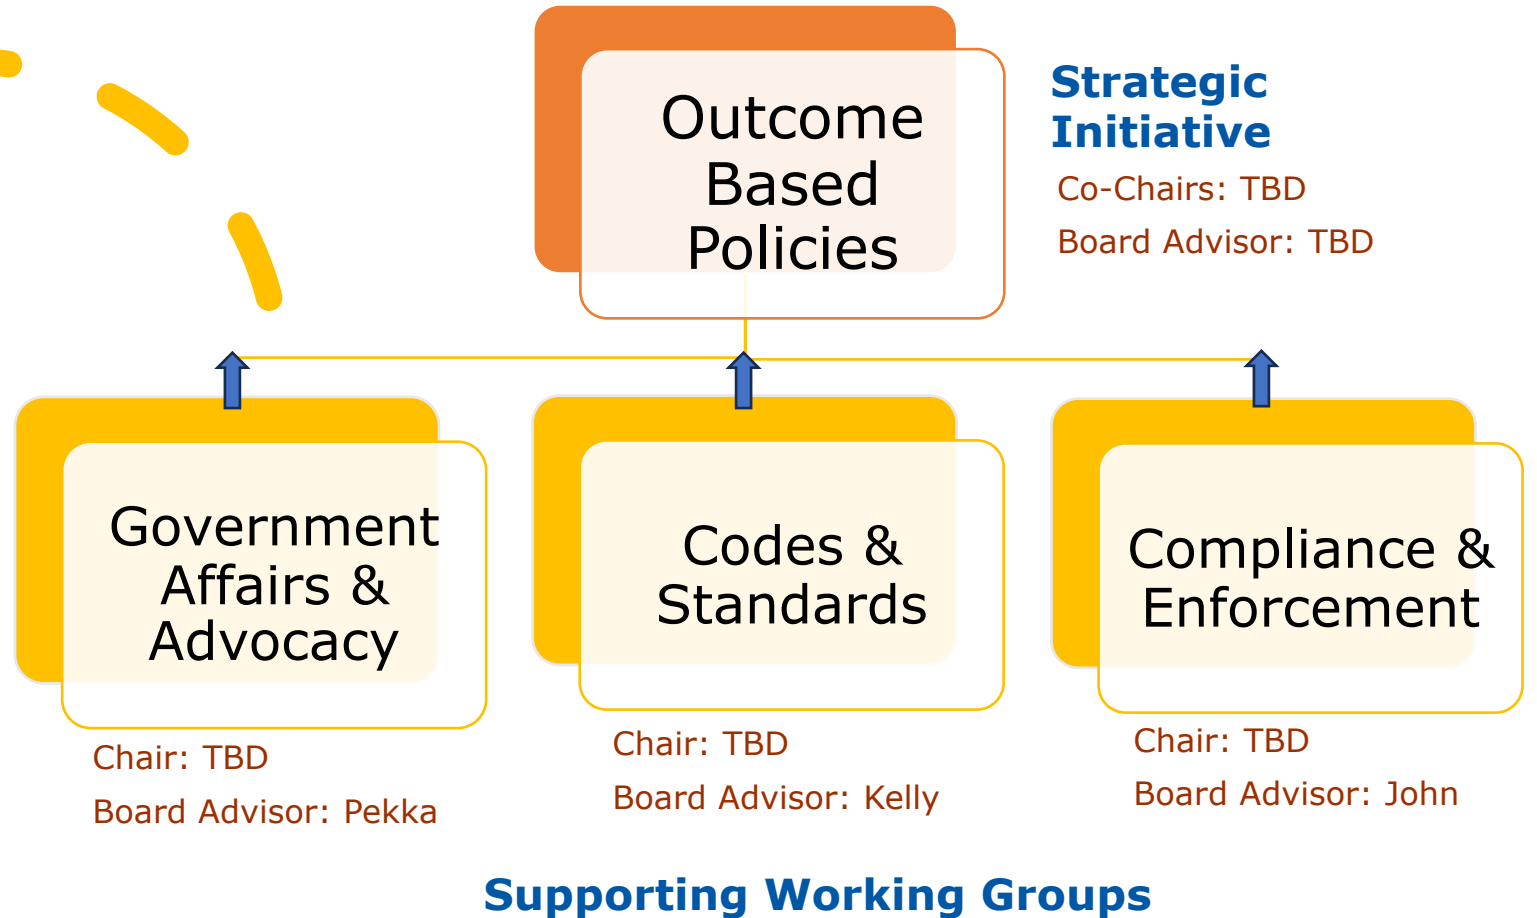 Outcome
Based
Policies
Strategic
Initiative
Co-Chairs: TBD
Board Advisor: TBD
Government
Affairs &
Advocacy
Chair: TBD
Board Advisor: Pekka
Codes &
Standards
Chair: TBD
Board Advisor: Kelly
Compliance &
Enforcement
Chair: TBD
Board Advisor: John
Supporting Working Groups